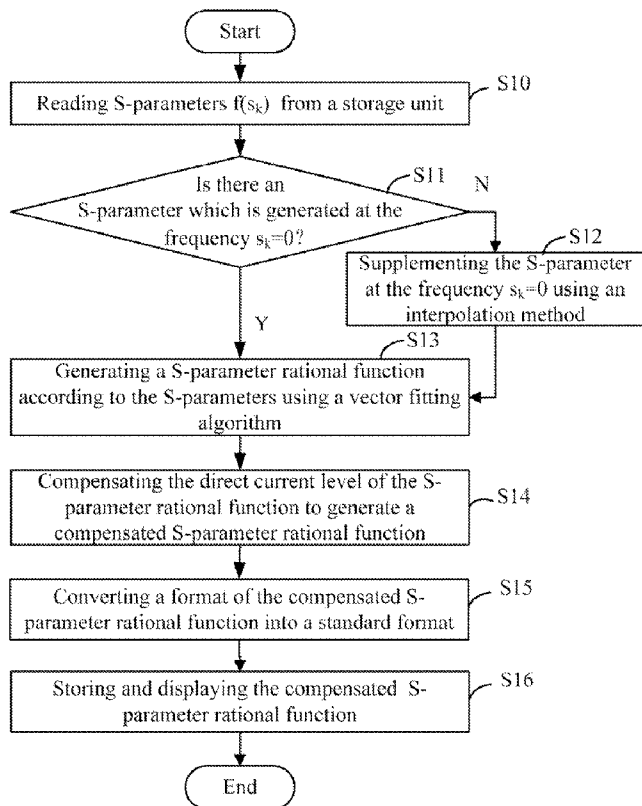 Start
S10
Reading S-parameters f(sₖ) from a storage unit
S11
Is there an
S-parameter which is generated at the
frequency sₖ=0?
N
S12
Supplementing the S-parameter
at the frequency sₖ=0 using an
interpolation method
Y
S13
Generating a S-parameter rational function
according to the S-parameters using a vector fitting
algorithm
Compensating the direct current level of the S-
parameter rational function to generate a
compensated S-parameter rational function
S14
Converting a format of the compensated S-
parameter rational function into a standard format
S15
Storing and displaying the compensated S-
parameter rational function
S16
End